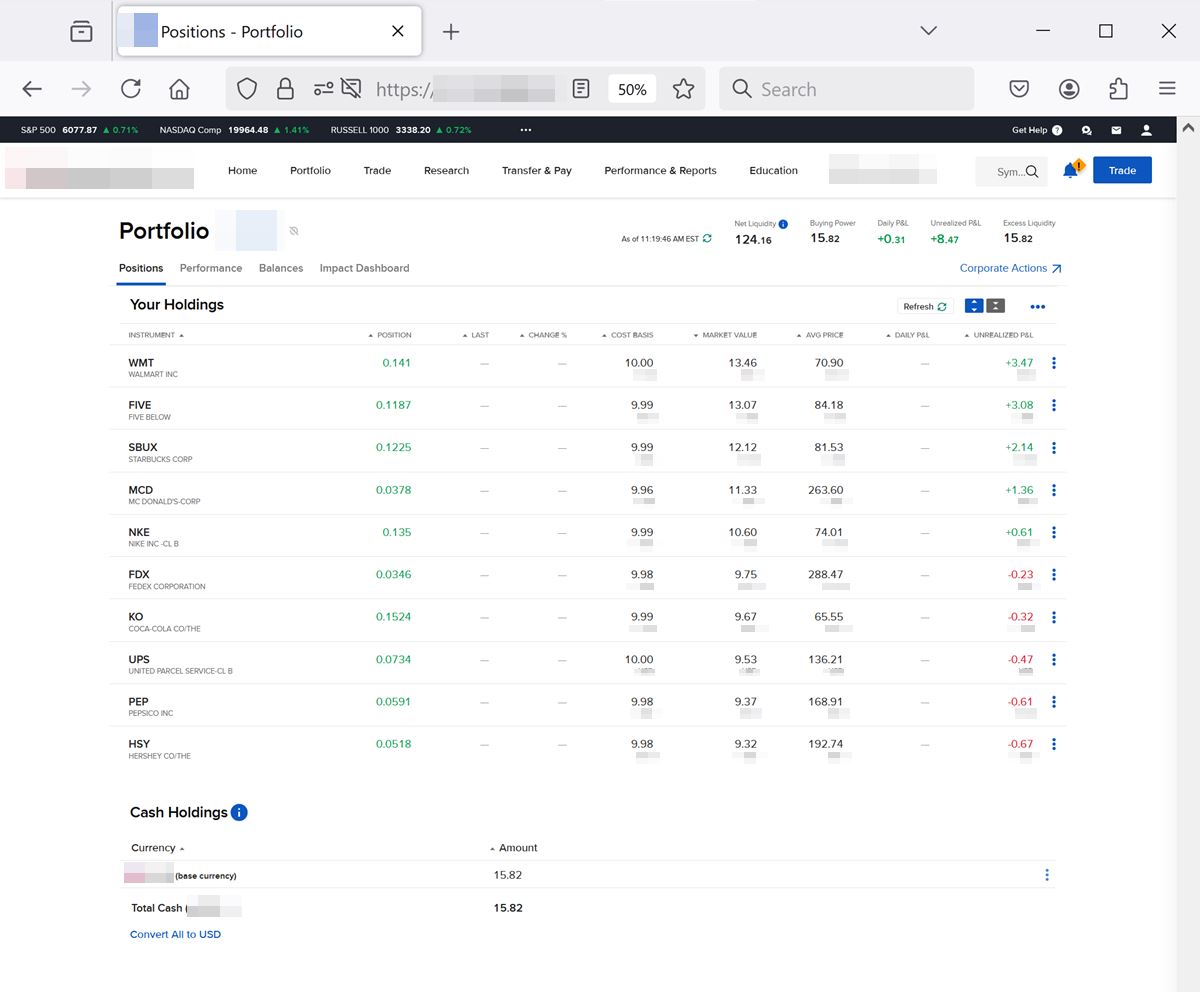 Positions - Portfolio
https:/ 50% Search
S&P 500 6077.87 ▲ 0.71% NASDAQ Comp 19964.48 ▲ 1.41% RUSSELL 1000 3338.20 ▲ 0.72% ••• Get Help ?
Home Portfolio Trade Research Transfer & Pay Performance & Reports Education Sym... Trade
Portfolio
As of 11:19:46 AM EST
Net Liquidity Buying Power Daily P&L Unrealized P&L Excess Liquidity
124.16 15.82 +0.31 +8.47 15.82
Positions Performance Balances Impact Dashboard Corporate Actions
Your Holdings Refresh •••
INSTRUMENT POSITION LAST CHANGE % COST BASIS MARKET VALUE AVG PRICE DAILY P&L UNREALIZED P&L
WMT 0.141 — — 10.00 13.46 70.90 — +3.47
WALMART INC
FIVE 0.1187 — — 9.99 13.07 84.18 — +3.08
FIVE BELOW
SBUX 0.1225 — — 9.99 12.12 81.53 — +2.14
STARBUCKS CORP
MCD 0.0378 — — 9.96 11.33 263.60 — +1.36
MC DONALD'S-CORP
NKE 0.135 — — 9.99 10.60 74.01 — +0.61
NIKE INC -CL B
FDX 0.0346 — — 9.98 9.75 288.47 — -0.23
FEDEX CORPORATION
KO 0.1524 — — 9.99 9.67 65.55 — -0.32
COCA-COLA CO/THE
UPS 0.0734 — — 10.00 9.53 136.21 — -0.47
UNITED PARCEL SERVICE-CL B
PEP 0.0591 — — 9.98 9.37 168.91 — -0.61
PEPSICO INC
HSY 0.0518 — — 9.98 9.32 192.74 — -0.67
HERSHEY CO/THE
Cash Holdings
Currency Amount
(base currency) 15.82
Total Cash ( 15.82
Convert All to USD